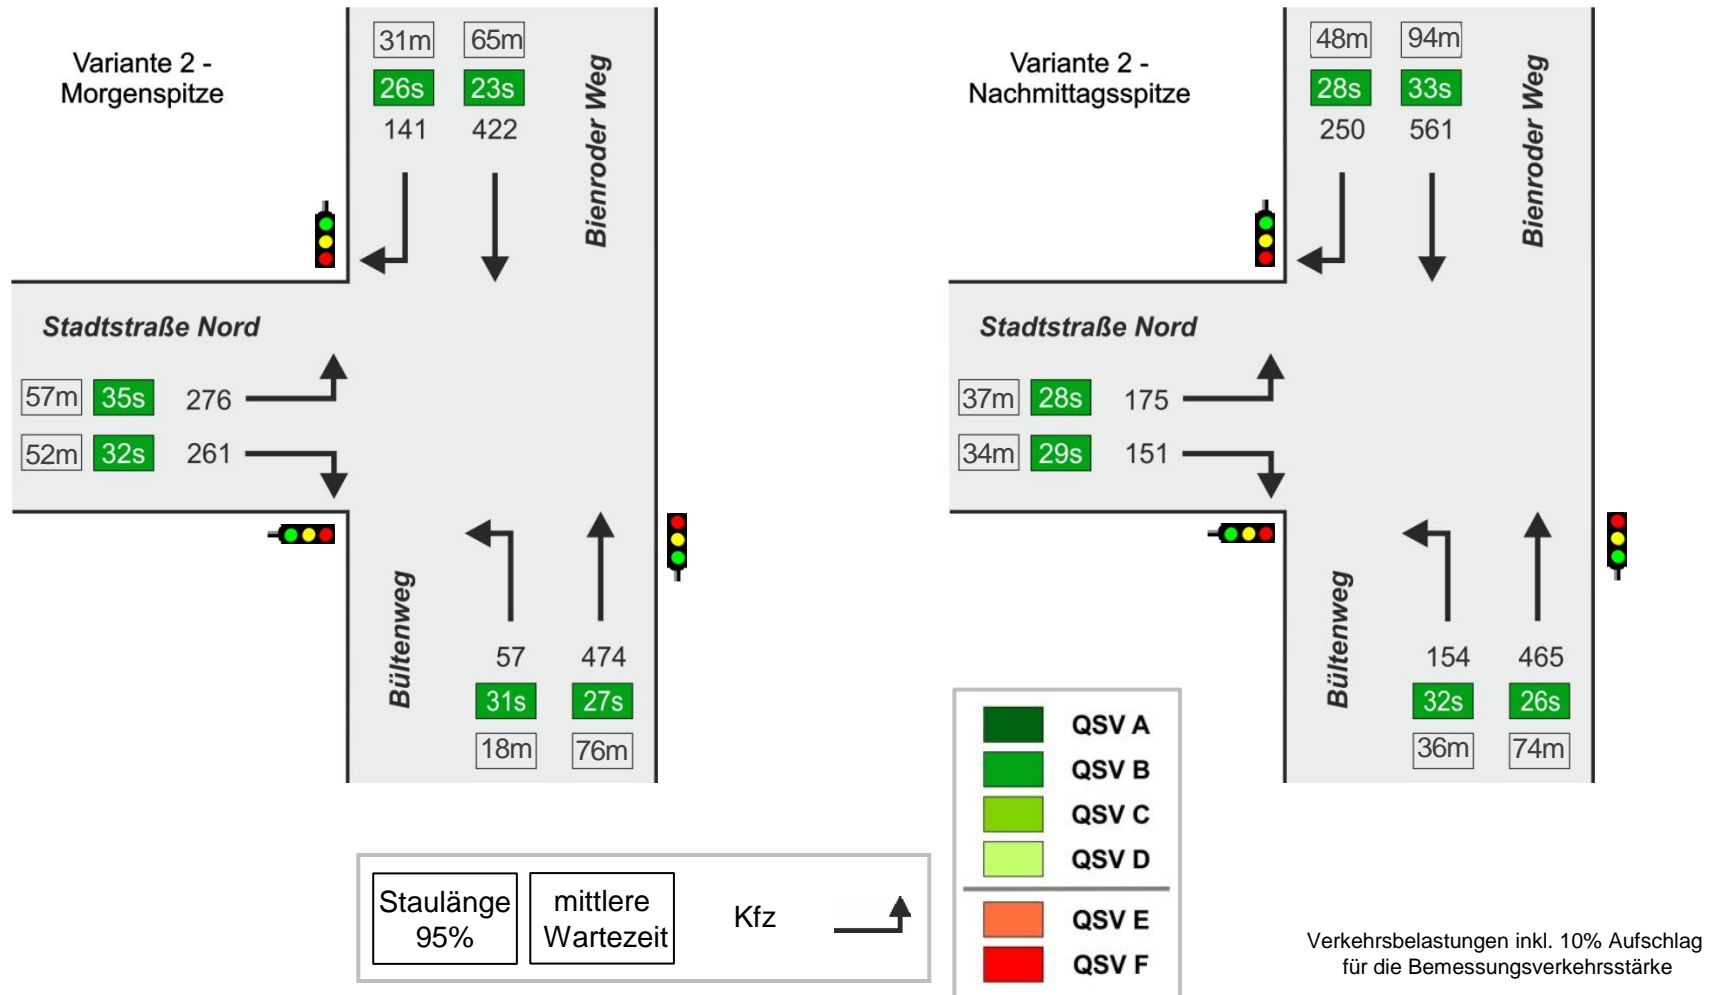 Variante 2 -
Morgenspitze
31m 65m
26s 23s
141 422
Bienroder Weg
Stadtstraße Nord
57m 35s 276
52m 32s 261
Bültenweg
57 474
31s 27s
18m 76m
Variante 2 -
Nachmittagsspitze
48m 94m
28s 33s
250 561
Bienroder Weg
Stadtstraße Nord
37m 28s 175
34m 29s 151
Bültenweg
154 465
32s 26s
36m 74m
Staulänge
95%
mittlere
Wartezeit
Kfz
QSV A
QSV B
QSV C
QSV D
QSV E
QSV F
Verkehrsbelastungen inkl. 10% Aufschlag
für die Bemessungsverkehrsstärke